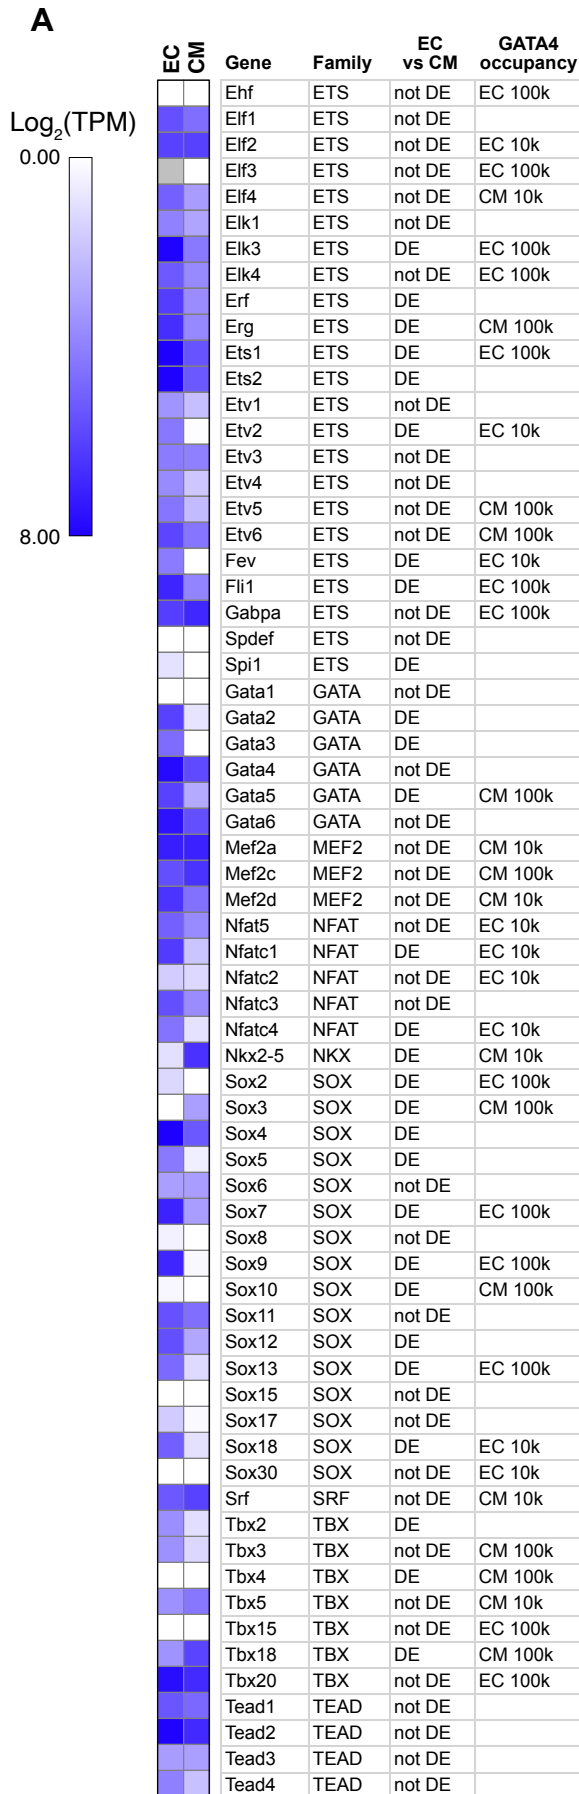 A
EC CM Gene Family EC vs CM GATA4 occupancy
Log2(TPM)
0.00
8.00
Ehf ETS not DE EC 100k
Elf1 ETS not DE
Elf2 ETS not DE EC 10k
Elf3 ETS not DE EC 100k
Elf4 ETS not DE CM 10k
Elk1 ETS not DE
Elk3 ETS DE EC 100k
Elk4 ETS not DE EC 100k
Erf ETS DE
Erg ETS DE CM 100k
Ets1 ETS DE EC 100k
Ets2 ETS DE
Etv1 ETS not DE
Etv2 ETS DE EC 10k
Etv3 ETS not DE
Etv4 ETS not DE
Etv5 ETS not DE CM 100k
Etv6 ETS not DE CM 100k
Fev ETS DE EC 10k
Fli1 ETS DE EC 100k
Gabpa ETS not DE EC 100k
Spdef ETS not DE
Spi1 ETS DE
Gata1 GATA not DE
Gata2 GATA DE
Gata3 GATA DE
Gata4 GATA not DE
Gata5 GATA DE CM 100k
Gata6 GATA not DE
Mef2a MEF2 not DE CM 10k
Mef2c MEF2 not DE CM 100k
Mef2d MEF2 not DE CM 10k
Nfat5 NFAT not DE EC 10k
Nfatc1 NFAT DE EC 10k
Nfatc2 NFAT not DE EC 10k
Nfatc3 NFAT not DE
Nfatc4 NFAT DE EC 10k
Nkx2-5 NKX DE CM 10k
Sox2 SOX DE EC 100k
Sox3 SOX DE CM 100k
Sox4 SOX DE
Sox5 SOX DE
Sox6 SOX not DE
Sox7 SOX DE EC 100k
Sox8 SOX not DE
Sox9 SOX DE EC 100k
Sox10 SOX DE CM 100k
Sox11 SOX not DE
Sox12 SOX DE
Sox13 SOX DE EC 100k
Sox15 SOX not DE
Sox17 SOX not DE
Sox18 SOX DE EC 10k
Sox30 SOX not DE EC 10k
Srf SRF not DE CM 10k
Tbx2 TBX DE
Tbx3 TBX not DE CM 100k
Tbx4 TBX DE CM 100k
Tbx5 TBX not DE CM 10k
Tbx15 TBX not DE EC 100k
Tbx18 TBX DE CM 100k
Tbx20 TBX not DE EC 100k
Tead1 TEAD not DE
Tead2 TEAD not DE
Tead3 TEAD not DE
Tead4 TEAD not DE